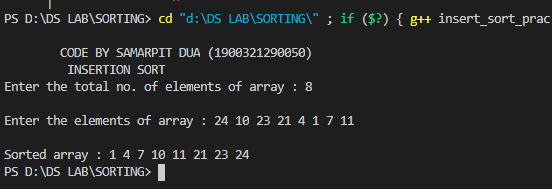 PS D:\DS LAB\SORTING> cd "d:\DS LAB\SORTING\" ; if ($?) { g++ insert_sort_prac
CODE BY SAMARPIT DUA (1900321290050)
INSERTION SORT
Enter the total no. of elements of array : 8
Enter the elements of array : 24 10 23 21 4 1 7 11
Sorted array : 1 4 7 10 11 21 23 24
PS D:\DS LAB\SORTING>